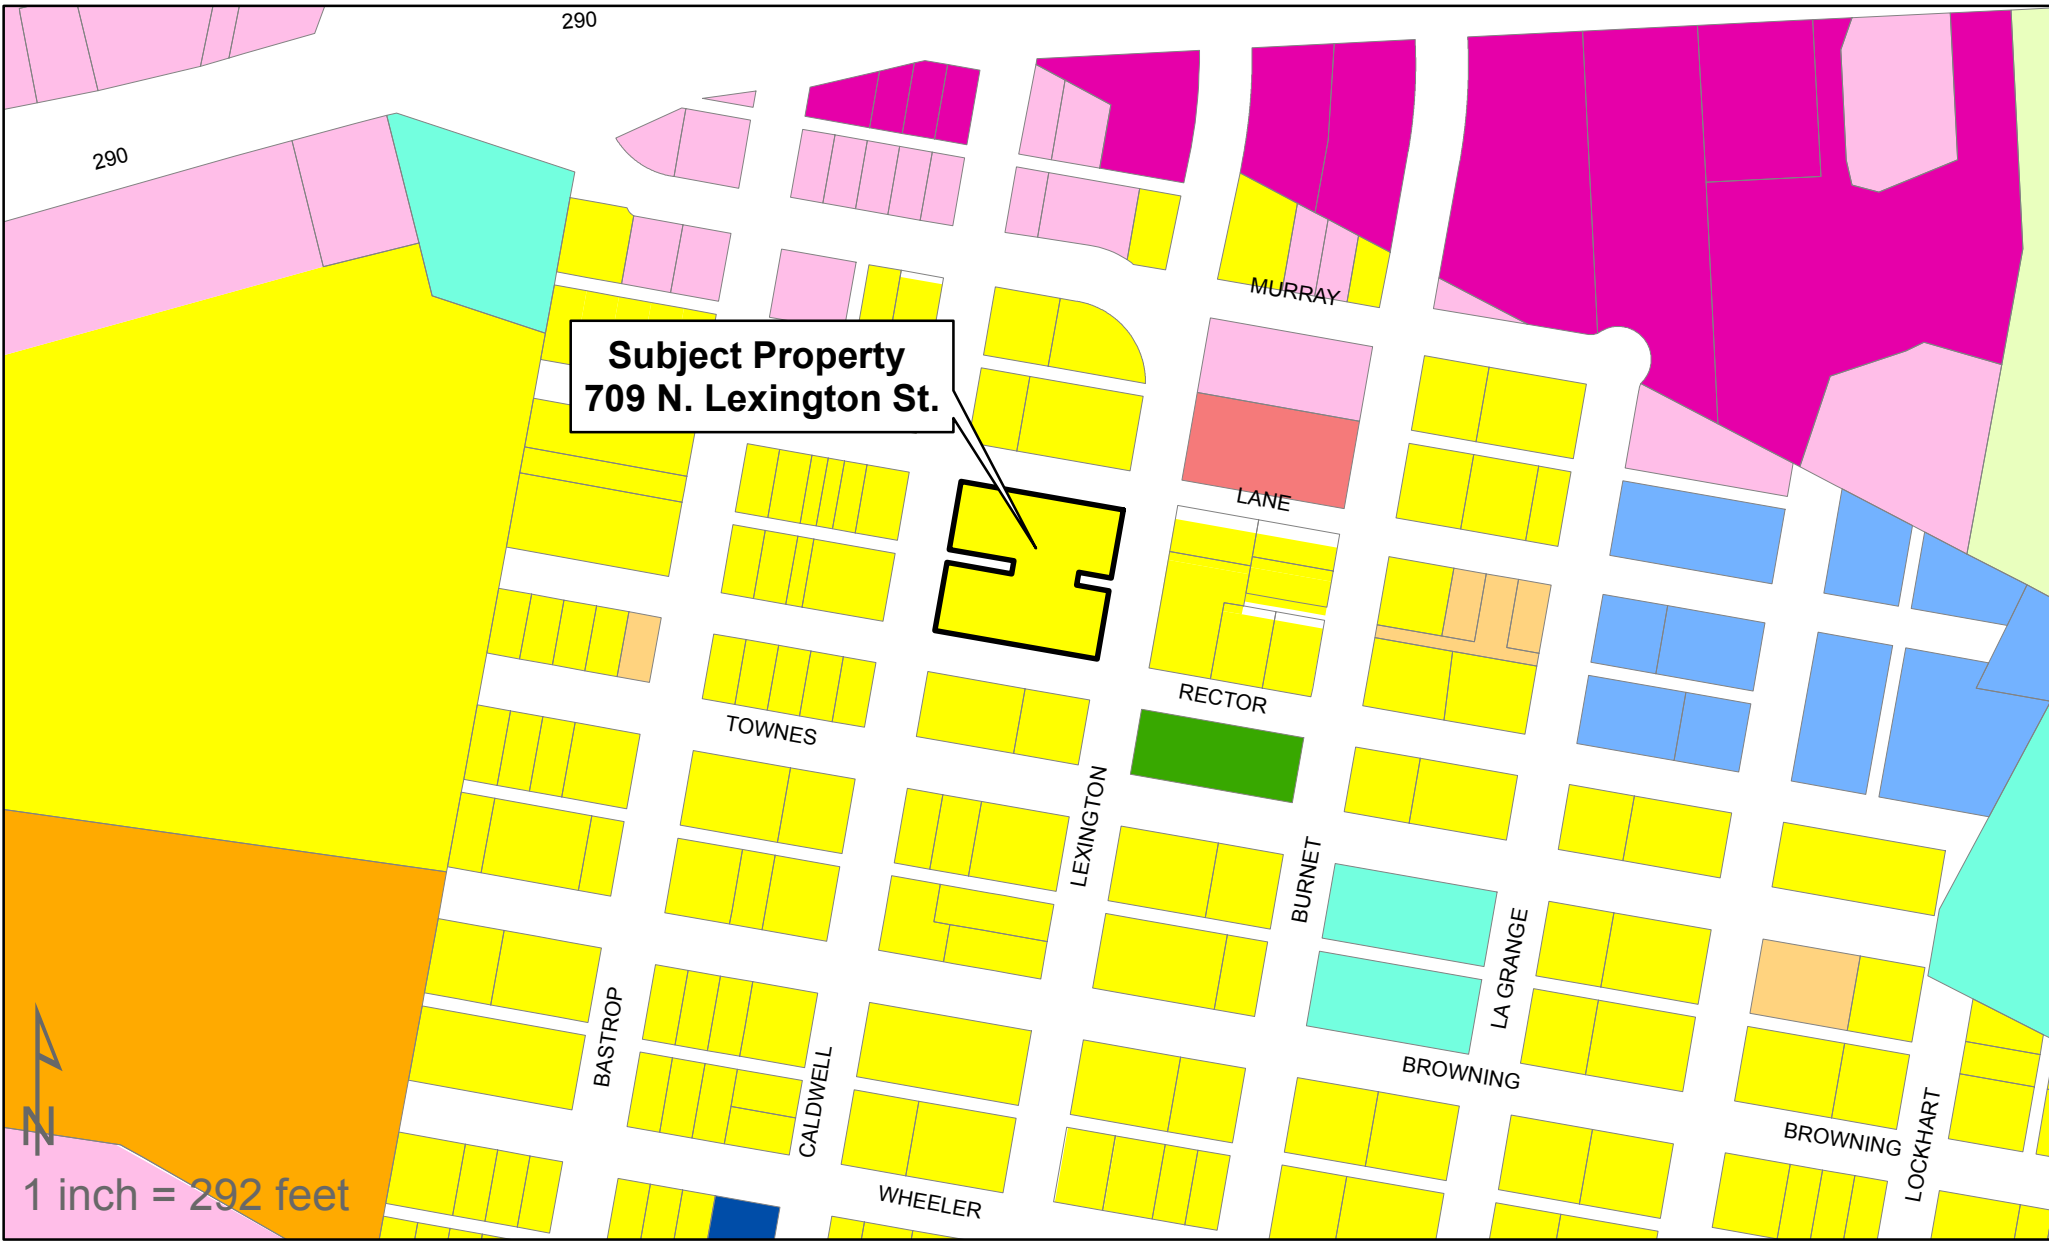 290
290
MURRAY
Subject Property
709 N. Lexington St.
LANE
RECTOR
TOWNES
LEXINGTON
BURNET
LA GRANGE
BASTROP
CALDWELL
BROWNING
BROWNING
LOCKHART
N
1 inch = 292 feet
WHEELER